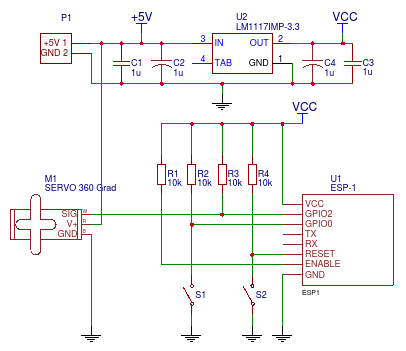 P1
+5V
U2
VCC
LM1117IMP-3.3
+5V 1
GND 2
3 IN OUT 2
4 TAB GND 1
C1
1u
C2
1u
C4
1u
C3
1u
VCC
R1
10k
R2
10k
R3
10k
R4
10k
M1
SERVO 360 Grad
U1
ESP-1
SIG
V+
GND
VCC
GPIO2
GPIO0
TX
RX
RESET
ENABLE
GND
S1
S2
ESP1